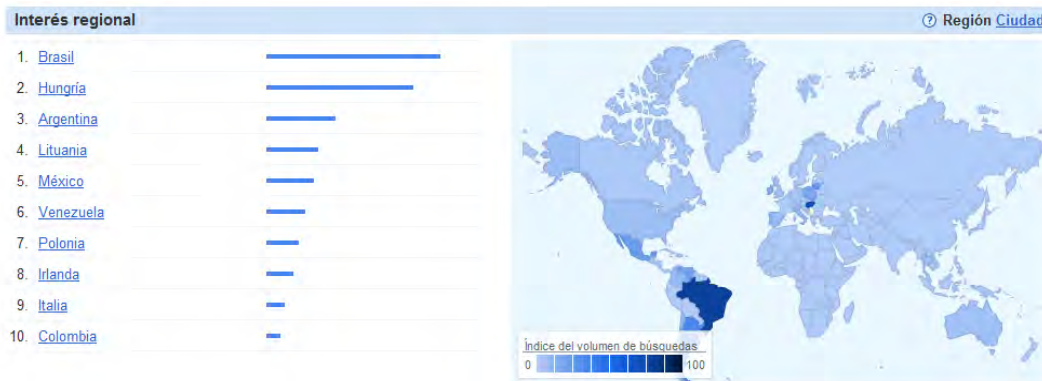 Interés regional
Región Ciudad
1. Brasil
2. Hungría
3. Argentina
4. Lituania
5. México
6. Venezuela
7. Polonia
8. Irlanda
9. Italia
10. Colombia
Índice del volumen de búsquedas
0 100